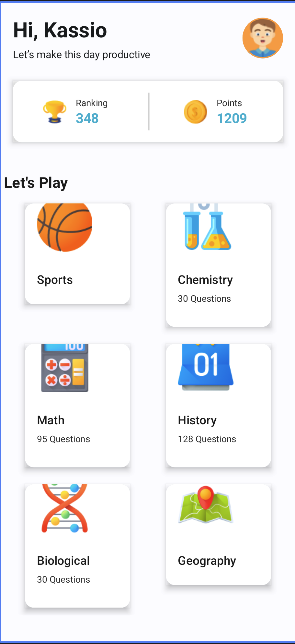 Hi, Kassio
Let's make this day productive
Ranking
348
Points
1209
Let's Play
Sports
Chemistry
30 Questions
100
Math
95 Questions
01
History
128 Questions
Biological
30 Questions
Geography